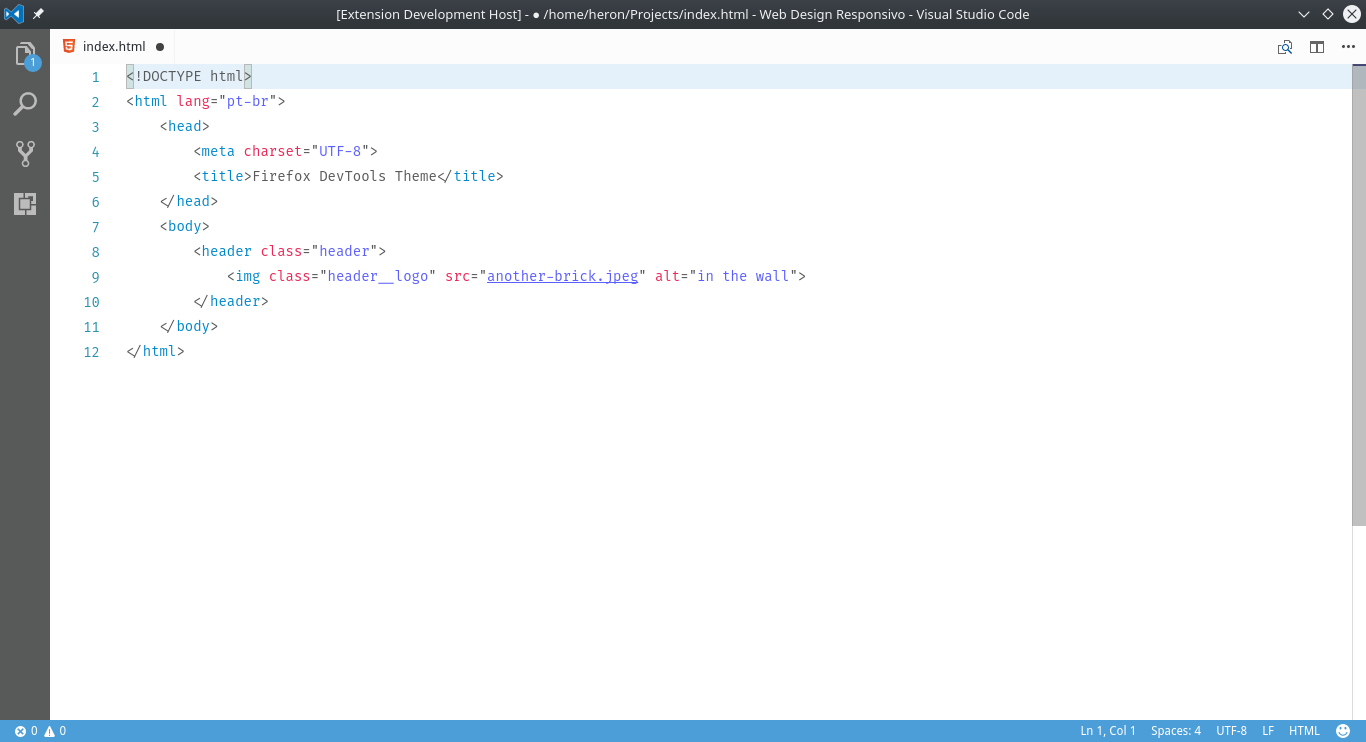 [Extension Development Host] - ● /home/heron/Projects/index.html - Web Design Responsivo - Visual Studio Code
index.html ●
1
1 <!DOCTYPE html>
2 <html lang="pt-br">
3     <head>
4         <meta charset="UTF-8">
5         <title>Firefox DevTools Theme</title>
6     </head>
7     <body>
8         <header class="header">
9             <img class="header__logo" src="another-brick.jpeg" alt="in the wall">
10         </header>
11     </body>
12 </html>
0 0 Ln 1, Col 1 Spaces: 4 UTF-8 LF HTML